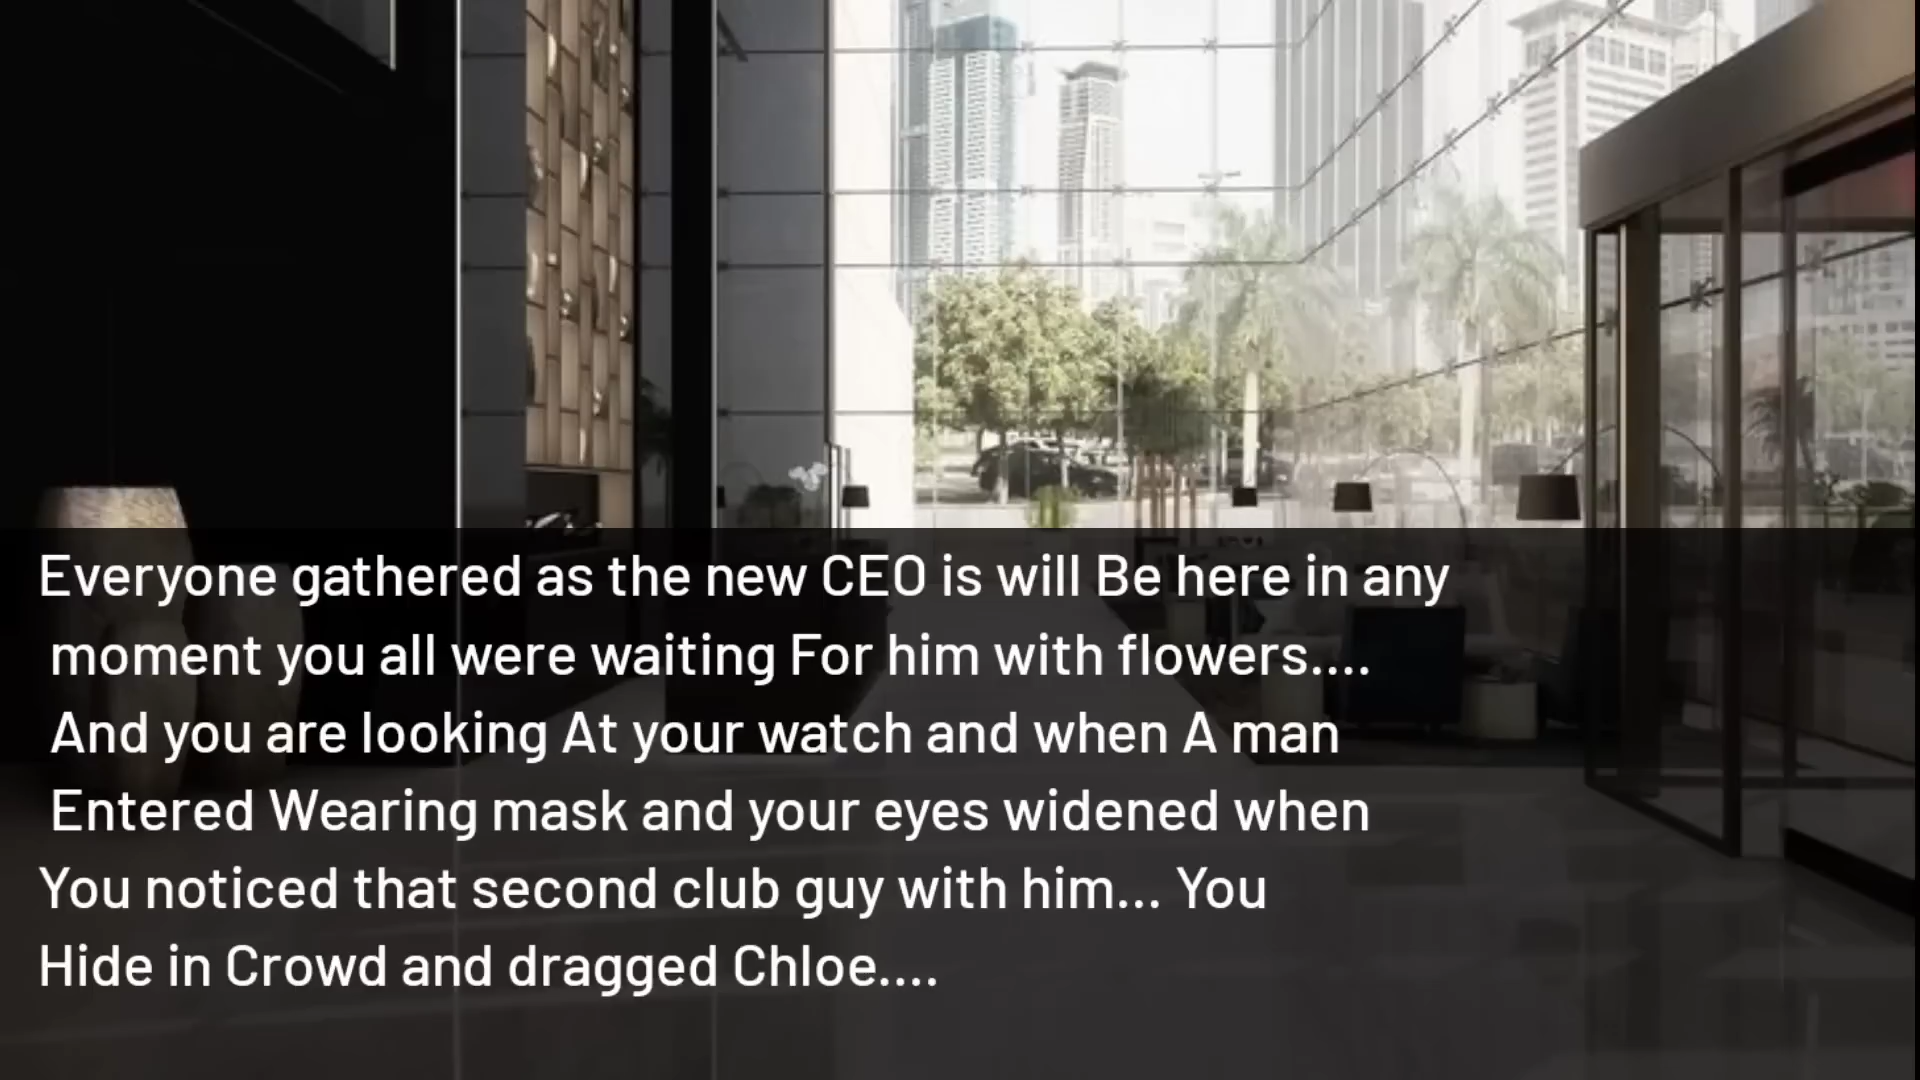 Everyone gathered as the new CEO is will Be here in any
moment you all were waiting For him with flowers....
And you are looking At your watch and when A man
Entered Wearing mask and your eyes widened when
You noticed that second club guy with him... You
Hide in Crowd and dragged Chloe....